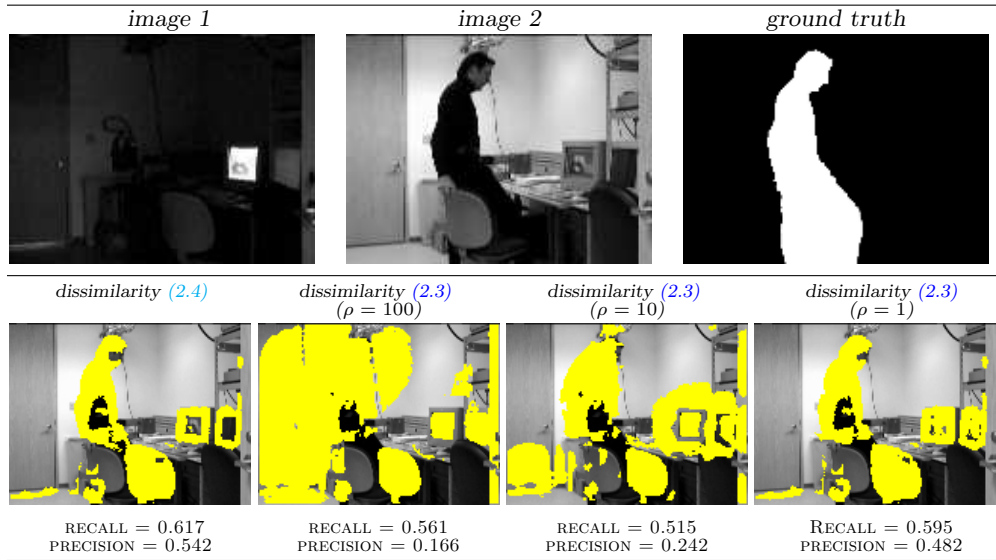 image 1 image 2 ground truth
dissimilarity (2.4) dissimilarity (2.3) dissimilarity (2.3) dissimilarity (2.3)
(ρ = 100) (ρ = 10) (ρ = 1)
RECALL = 0.617 RECALL = 0.561 RECALL = 0.515 RECALL = 0.595
PRECISION = 0.542 PRECISION = 0.166 PRECISION = 0.242 PRECISION = 0.482